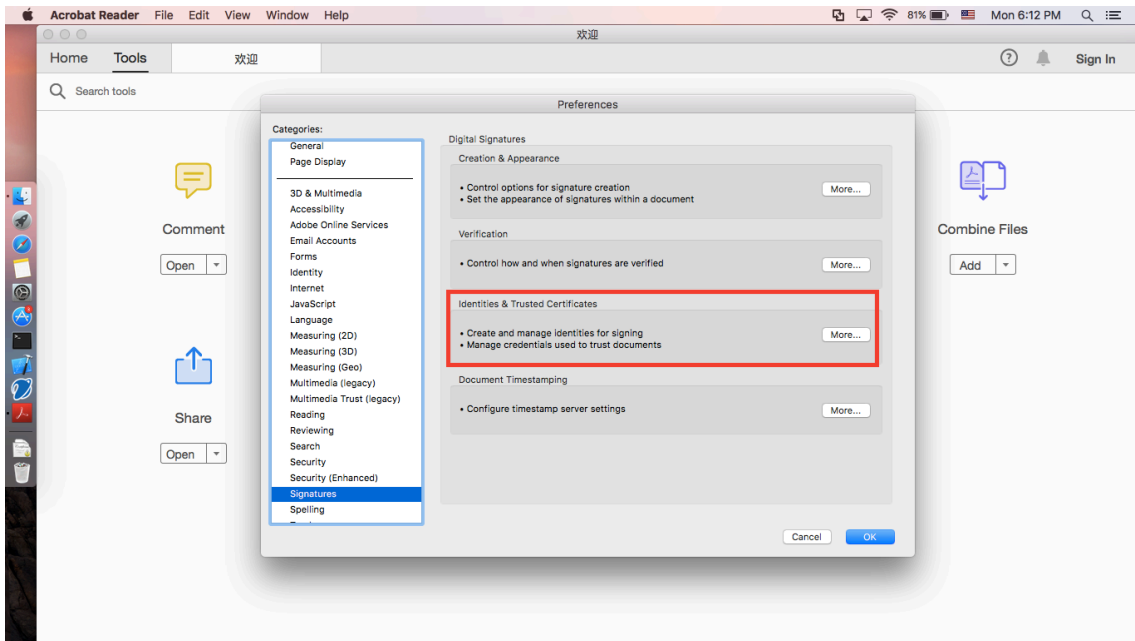 Acrobat Reader File Edit View Window Help 81% Mon 6:12 PM
欢迎
Home Tools 欢迎 Sign In
Search tools
Preferences
Categories:
General
Page Display
3D & Multimedia
Accessibility
Adobe Online Services
Email Accounts
Forms
Identity
Internet
JavaScript
Language
Measuring (2D)
Measuring (3D)
Measuring (Geo)
Multimedia (legacy)
Multimedia Trust (legacy)
Reading
Reviewing
Search
Security
Security (Enhanced)
Signatures
Spelling
Digital Signatures
Creation & Appearance
• Control options for signature creation
• Set the appearance of signatures within a document
More...
Verification
• Control how and when signatures are verified
More...
Identities & Trusted Certificates
• Create and manage identities for signing
• Manage credentials used to trust documents
More...
Document Timestamping
• Configure timestamp server settings
More...
Cancel OK
Comment
Open
Share
Open
Combine Files
Add